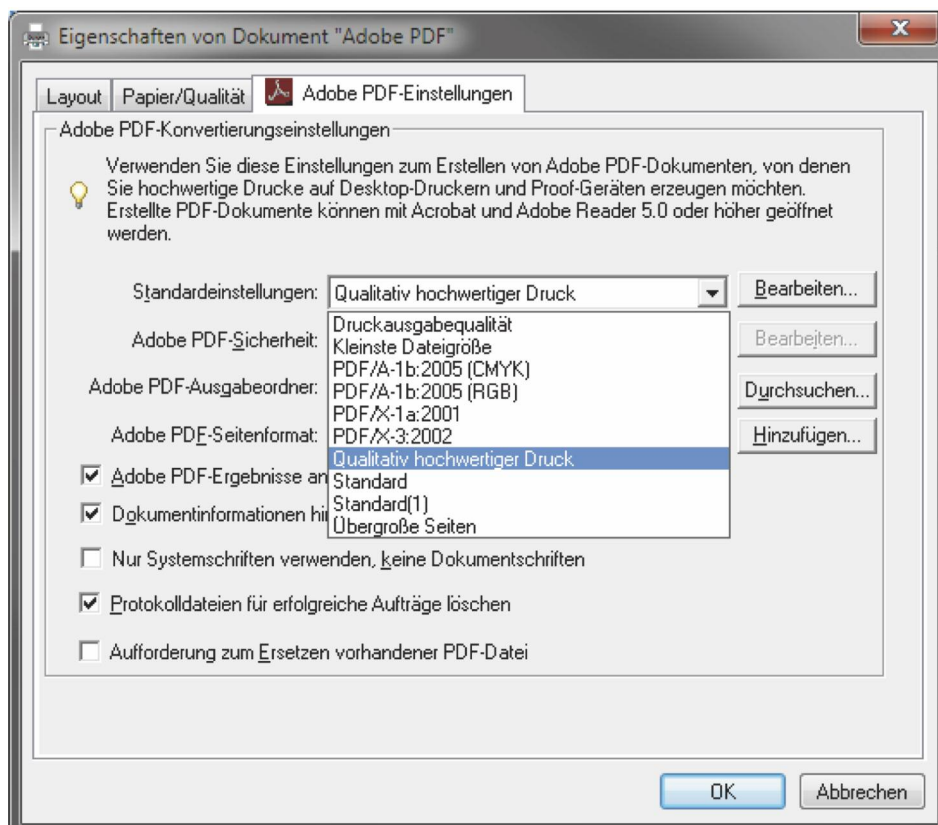 Eigenschaften von Dokument "Adobe PDF"
Layout Papier/Qualität Adobe PDF-Einstellungen
Adobe PDF-Konvertierungseinstellungen
Verwenden Sie diese Einstellungen zum Erstellen von Adobe PDF-Dokumenten, von denen
Sie hochwertige Drucke auf Desktop-Druckern und Proof-Geräten erzeugen möchten.
Erstellte PDF-Dokumente können mit Acrobat und Adobe Reader 5.0 oder höher geöffnet
werden.
Standardeinstellungen: Qualitativ hochwertiger Druck Bearbeiten...
Druckausgabequalität
Adobe PDF-Sicherheit: Kleinste Dateigröße Bearbeiten...
PDF/A-1b:2005 (CMYK)
Adobe PDF-Ausgabeordner: PDF/A-1b:2005 (RGB) Durchsuchen...
PDF/X-1a:2001
Adobe PDF-Seitenformat: PDF/X-3:2002 Hinzufügen...
Qualitativ hochwertiger Druck
Adobe PDF-Ergebnisse an
Standard
Standard(1)
Dokumentinformationen hi
Übergroße Seiten
Nur Systemschriften verwenden, keine Dokumentschriften
Protokolldateien für erfolgreiche Aufträge löschen
Aufforderung zum Ersetzen vorhandener PDF-Datei
OK Abbrechen